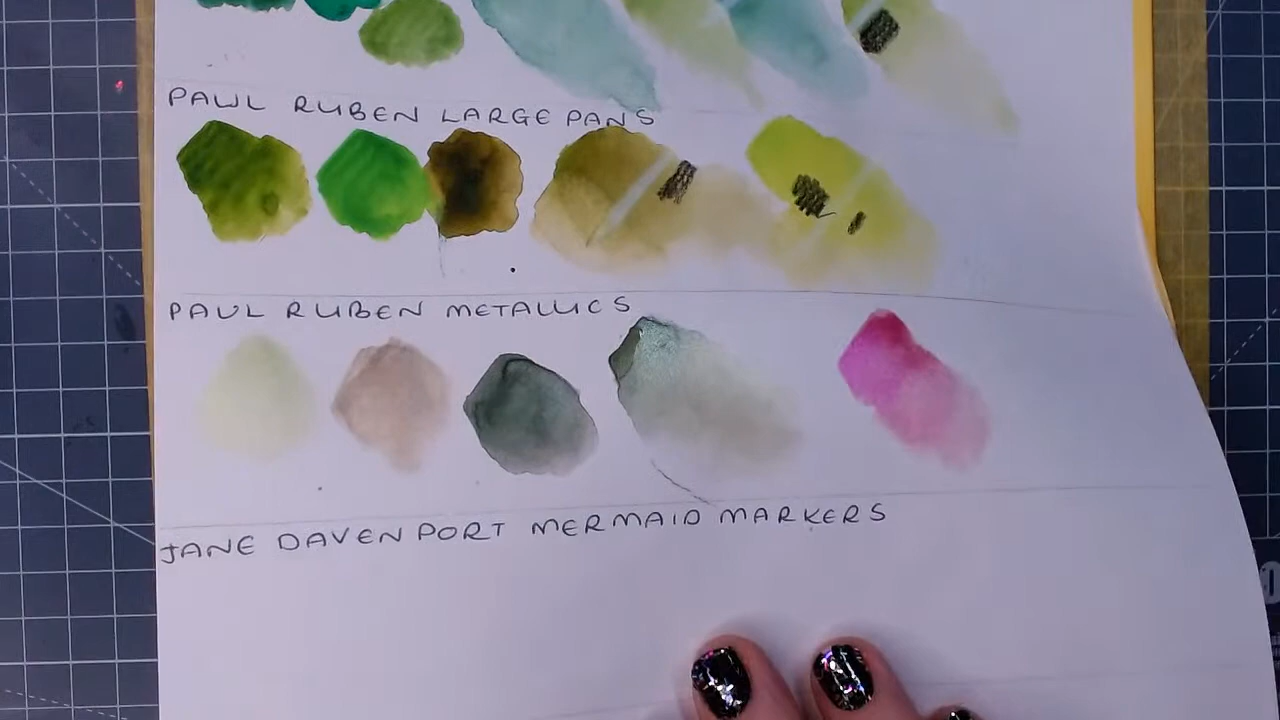 PAUL RUBEN LARGE PANS
PAUL RUBEN METALLICS
JANE DAVENPORT MERMAID MARKERS